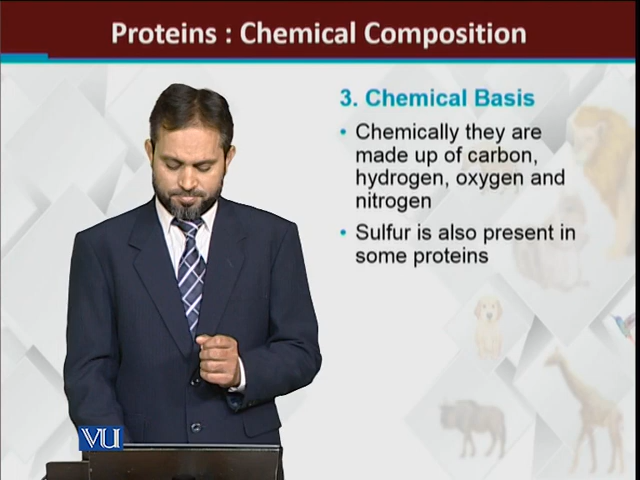 Proteins : Chemical Composition
3. Chemical Basis
• Chemically they are
made up of carbon,
hydrogen, oxygen and
nitrogen
• Sulfur is also present in
some proteins
VU